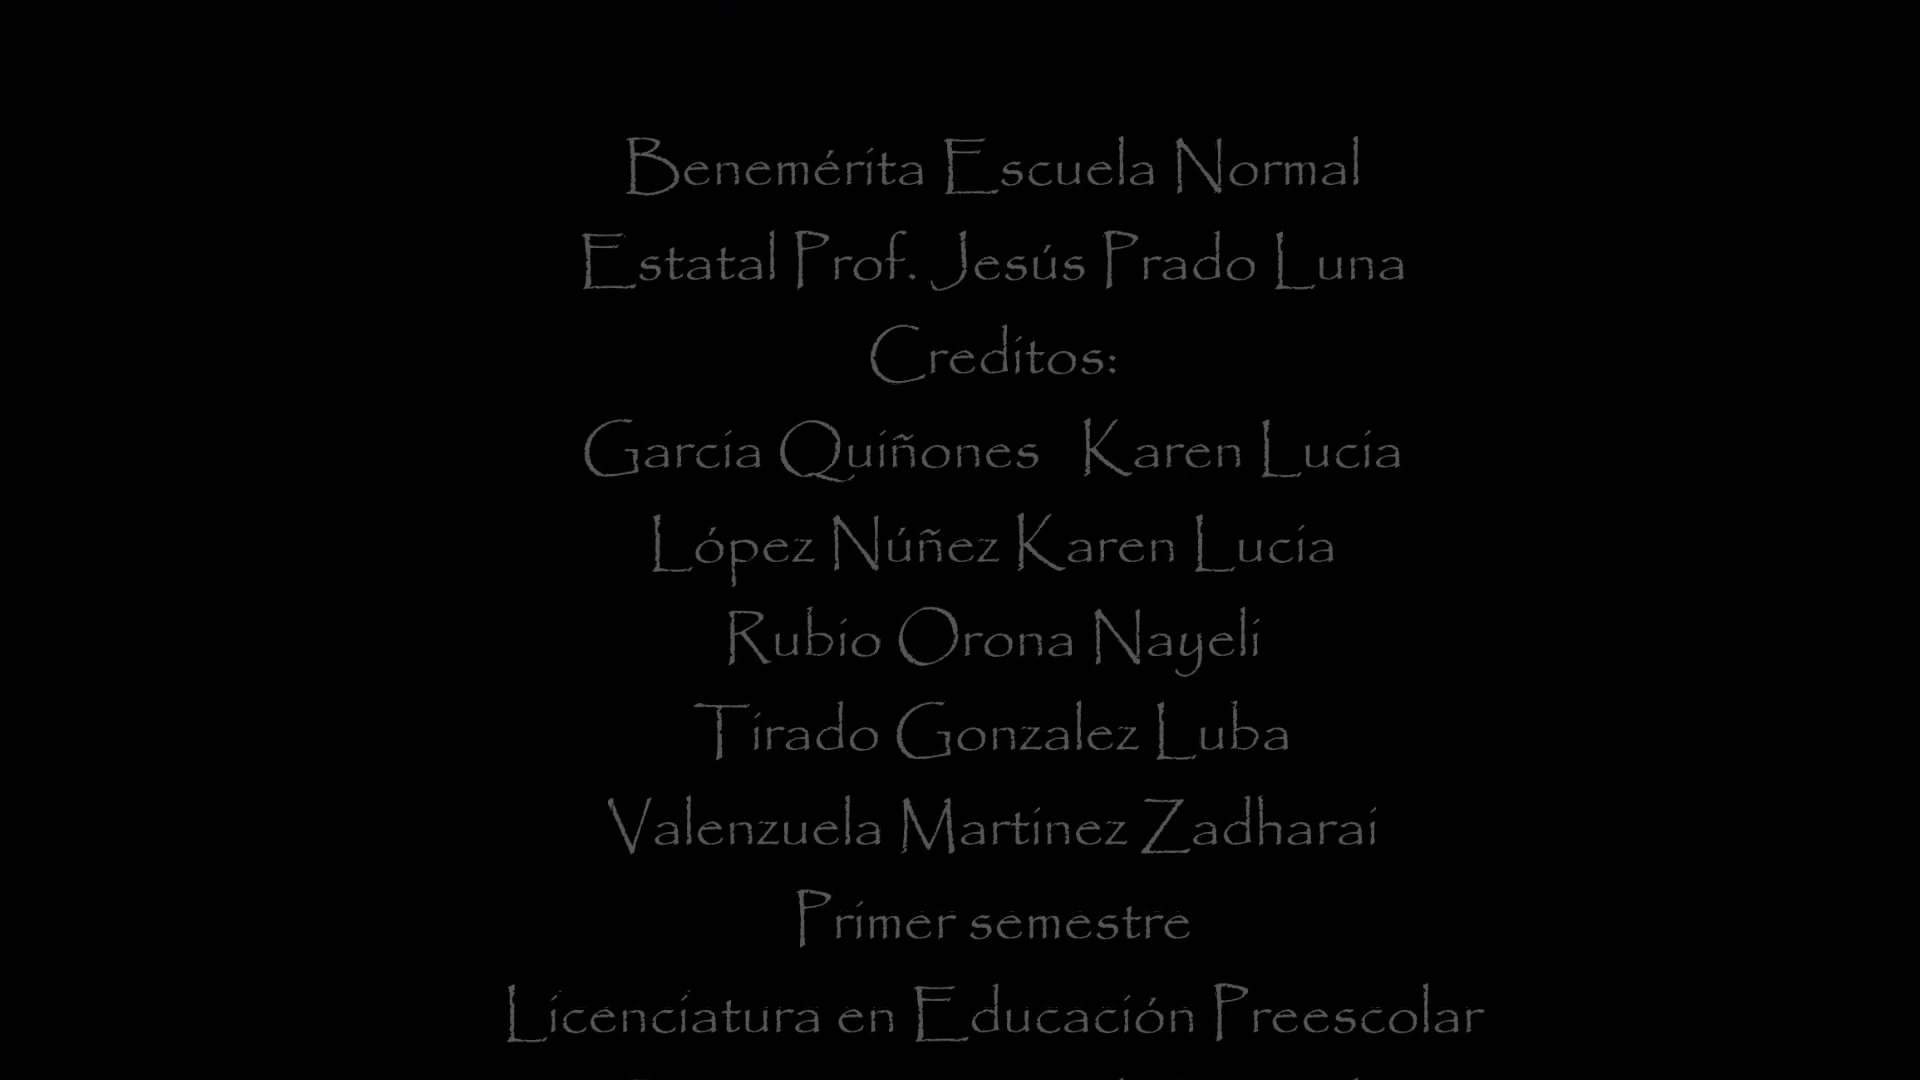 Benemérita Escuela Normal
Estatal Prof. Jesús Prado Luna
Creditos:
Garcia Quiñones Karen Lucia
López Núñez Karen Lucia
Rubio Orona Nayeli
Tirado Gonzalez Luba
Valenzuela Martinez Zadharai
Primer semestre
Licenciatura en Educación Preescolar